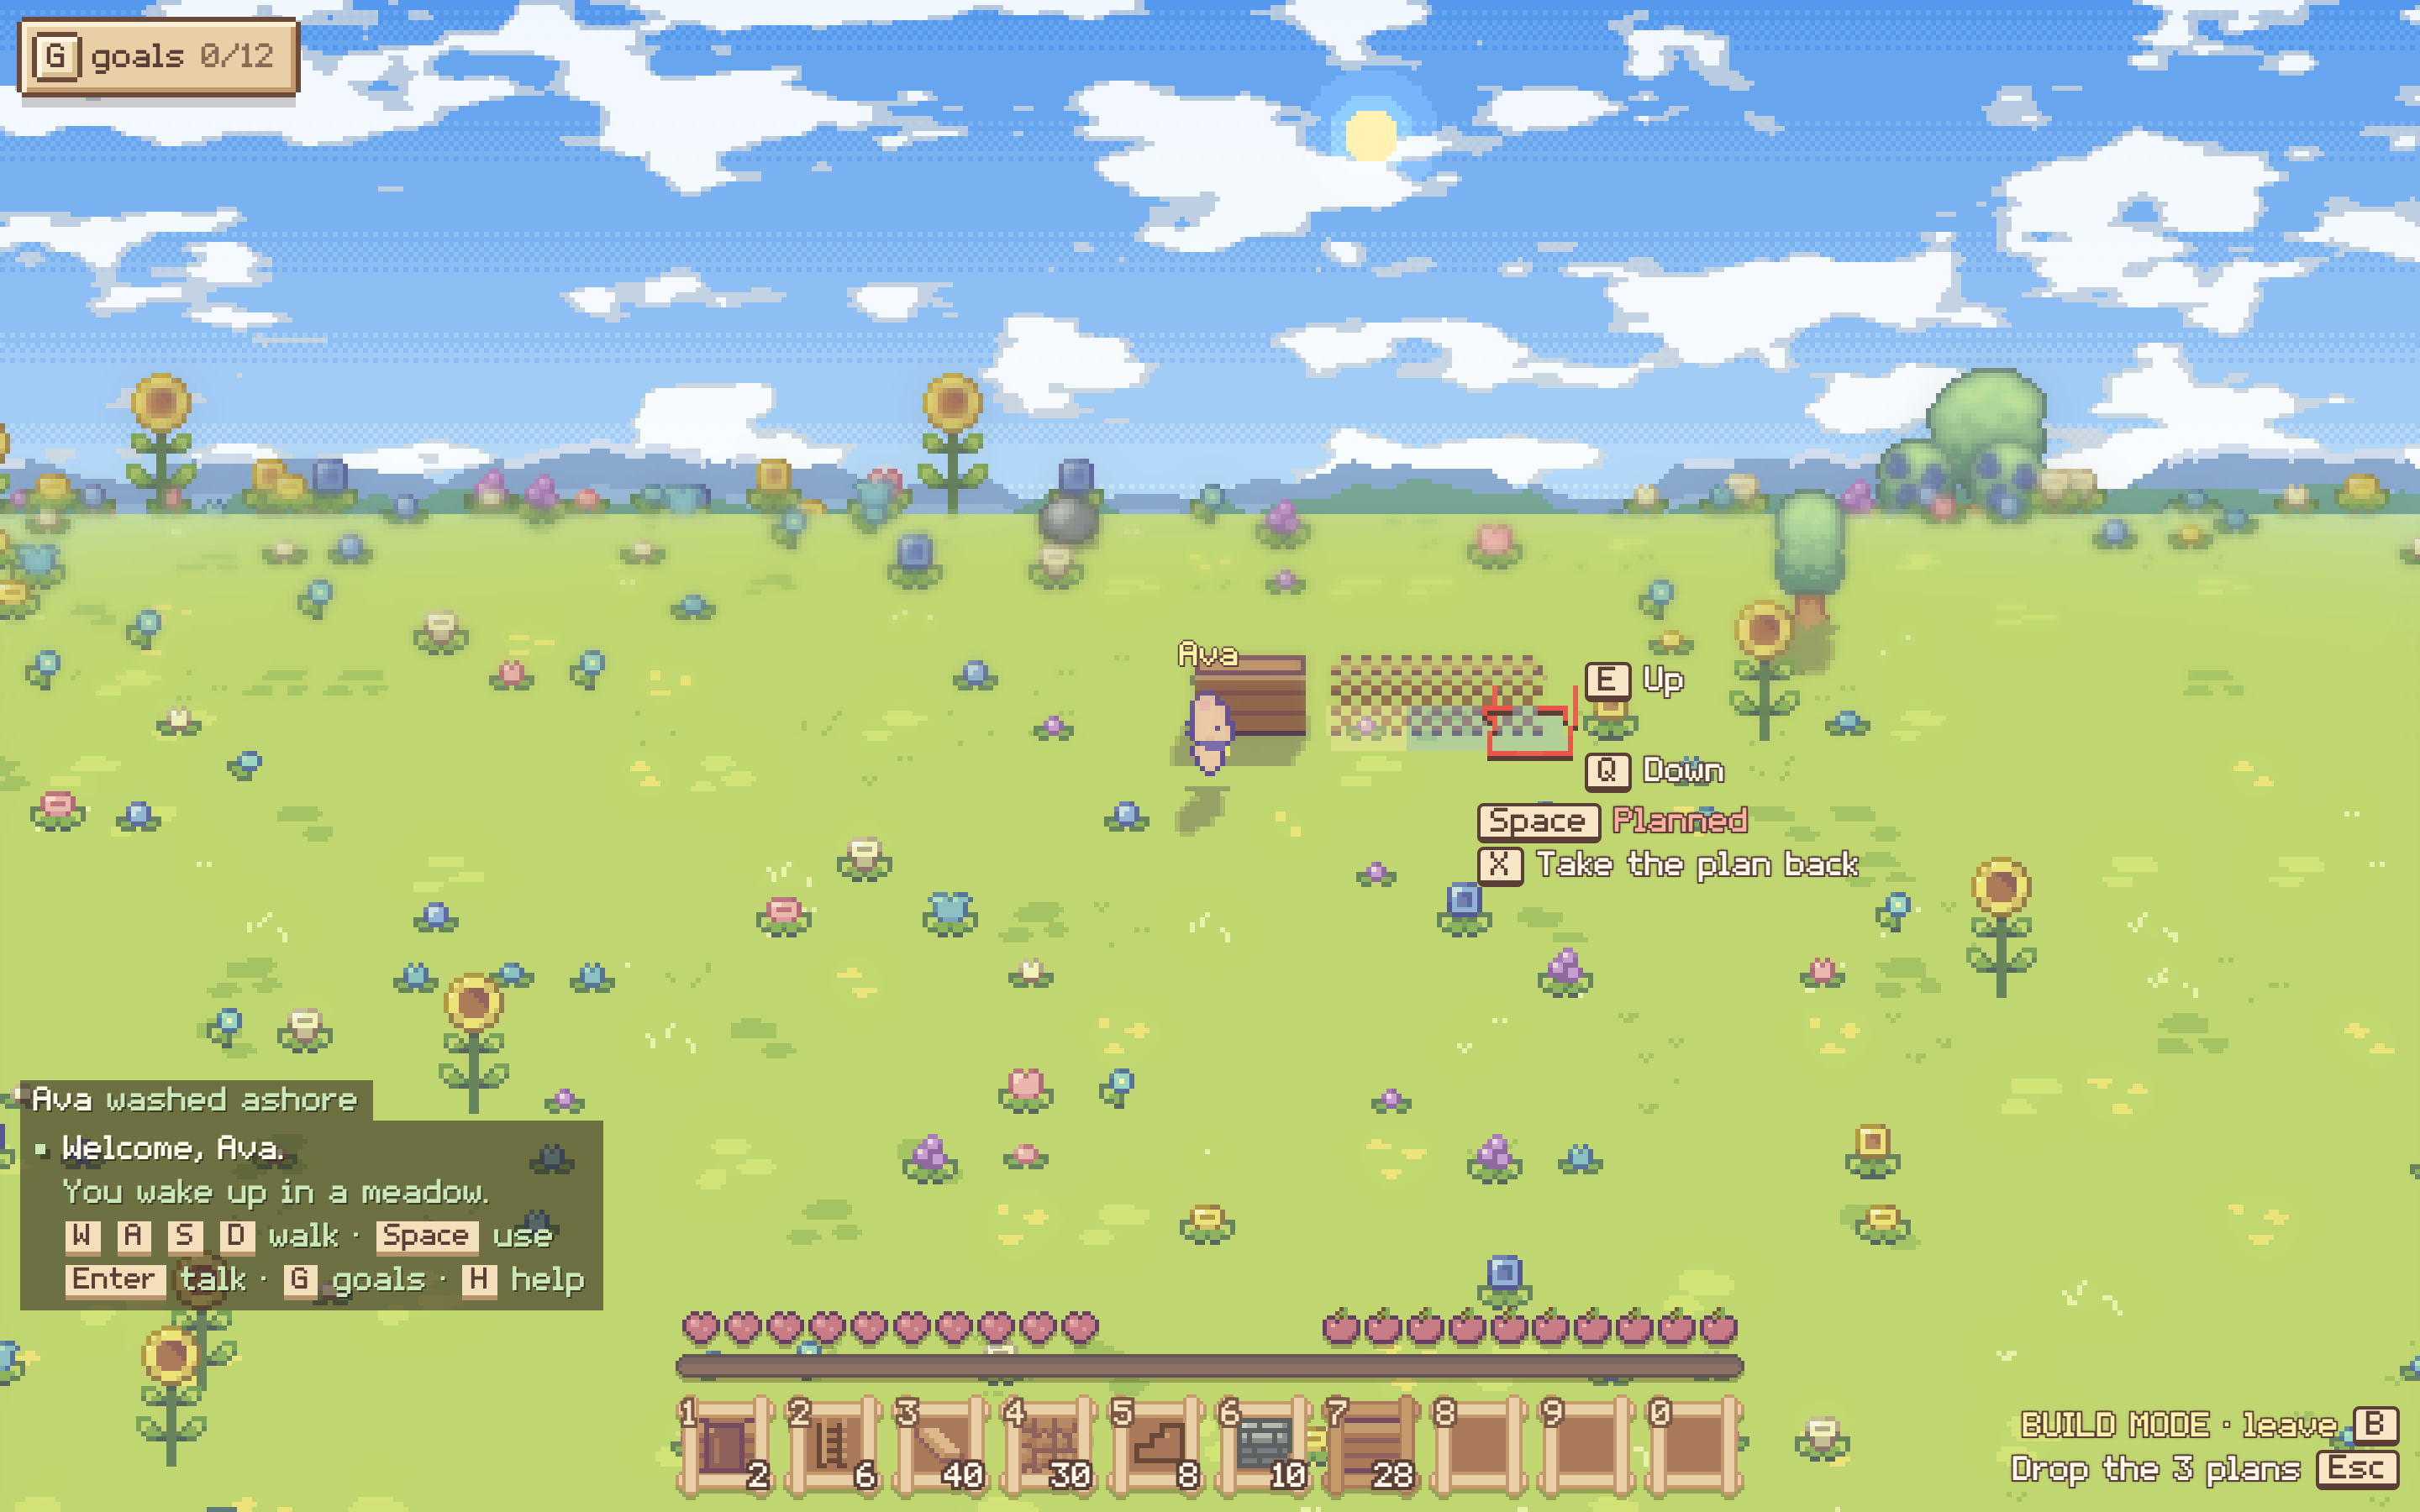 G goals 0/12
Ava
E Up
Q Down
Space Planned
X Take the plan back
Ava washed ashore
Welcome, Ava.
You wake up in a meadow.
W A S D walk · Space use
Enter talk · G goals · H help
1 2 3 4 5 6 7 8 9 0
2 6 40 30 8 10 28
BUILD MODE · leave B
Drop the 3 plans Esc